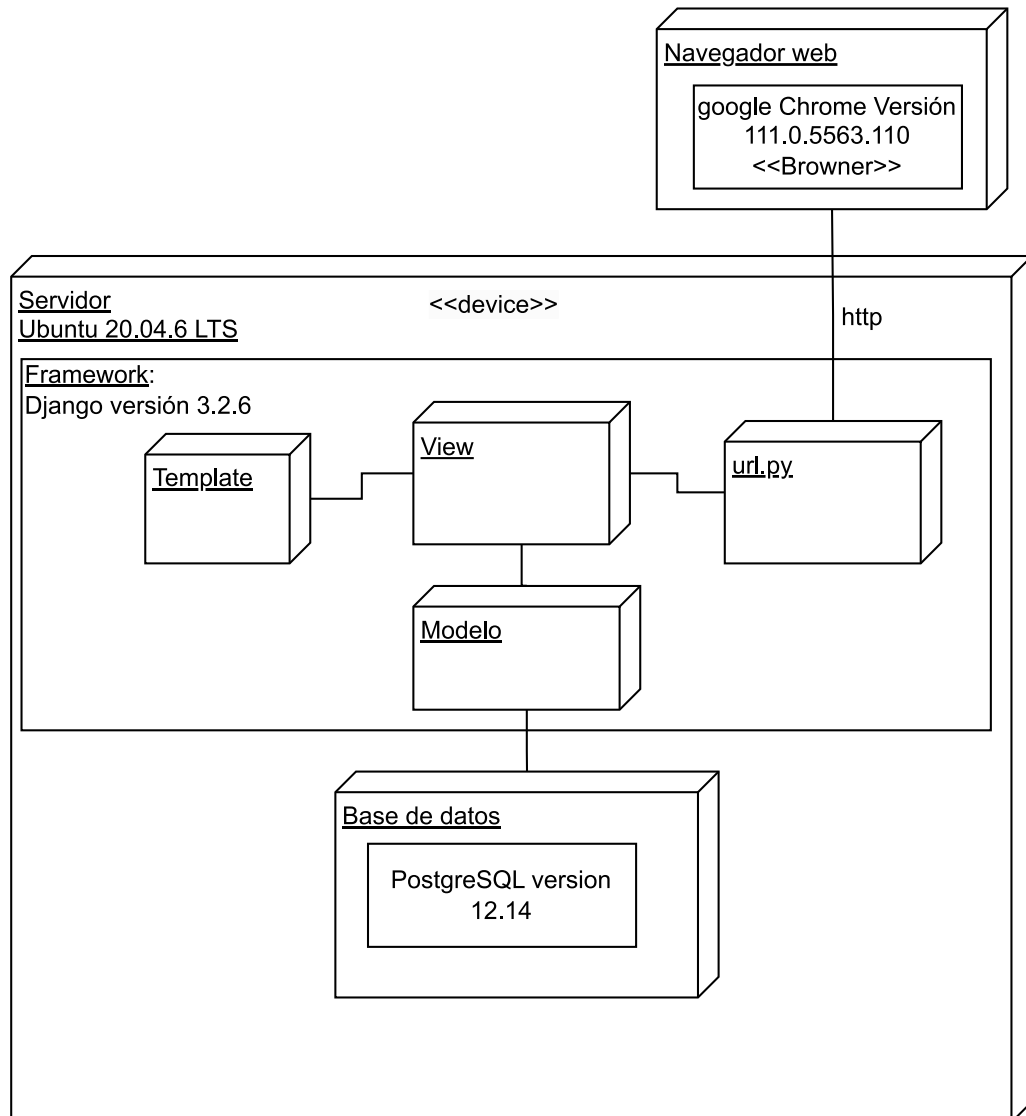 Navegador web
google Chrome Versión
111.0.5563.110
<<Browner>>
Servidor
Ubuntu 20.04.6 LTS
<<device>>
http
Framework:
Django versión 3.2.6
Template
View
url.py
Modelo
Base de datos
PostgreSQL version
12.14